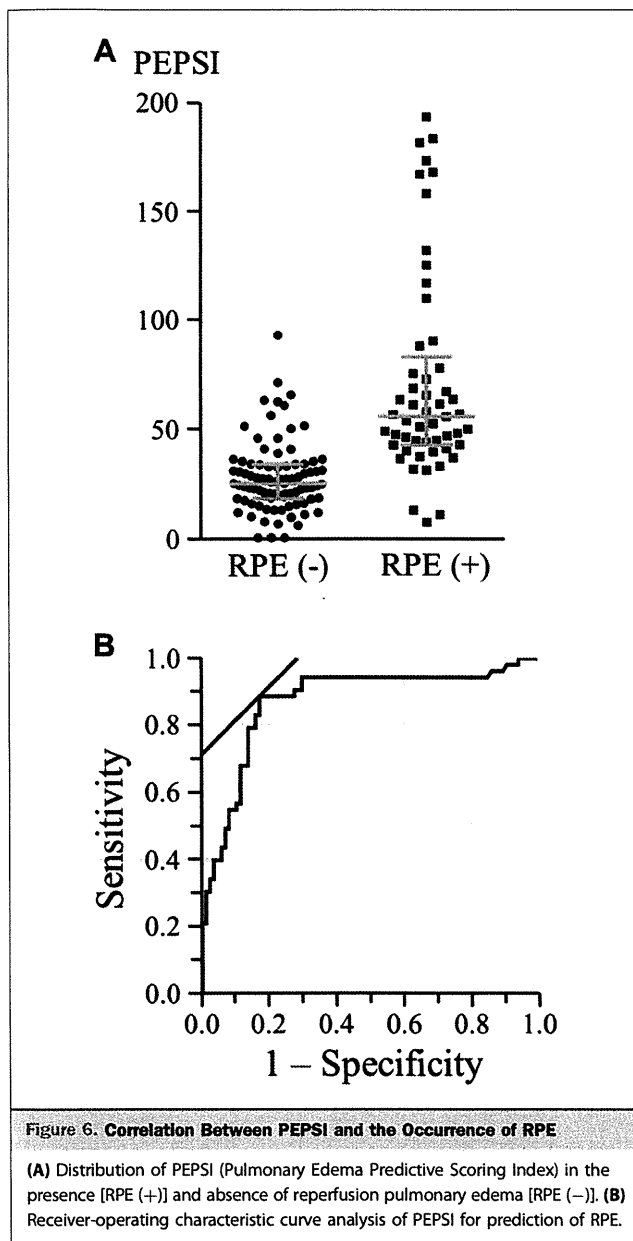 A PEPSI
200
150
100
50
0
RPE (-) RPE (+)
B
1.0
0.8
0.6
0.4
0.2
0.0
Sensitivity
0.0 0.2 0.4 0.6 0.8 1.0
1 – Specificity
Figure 6. Correlation Between PEPSI and the Occurrence of RPE
(A) Distribution of PEPSI (Pulmonary Edema Predictive Scoring Index) in the
presence [RPE (+)] and absence of reperfusion pulmonary edema [RPE (−)]. (B)
Receiver-operating characteristic curve analysis of PEPSI for prediction of RPE.